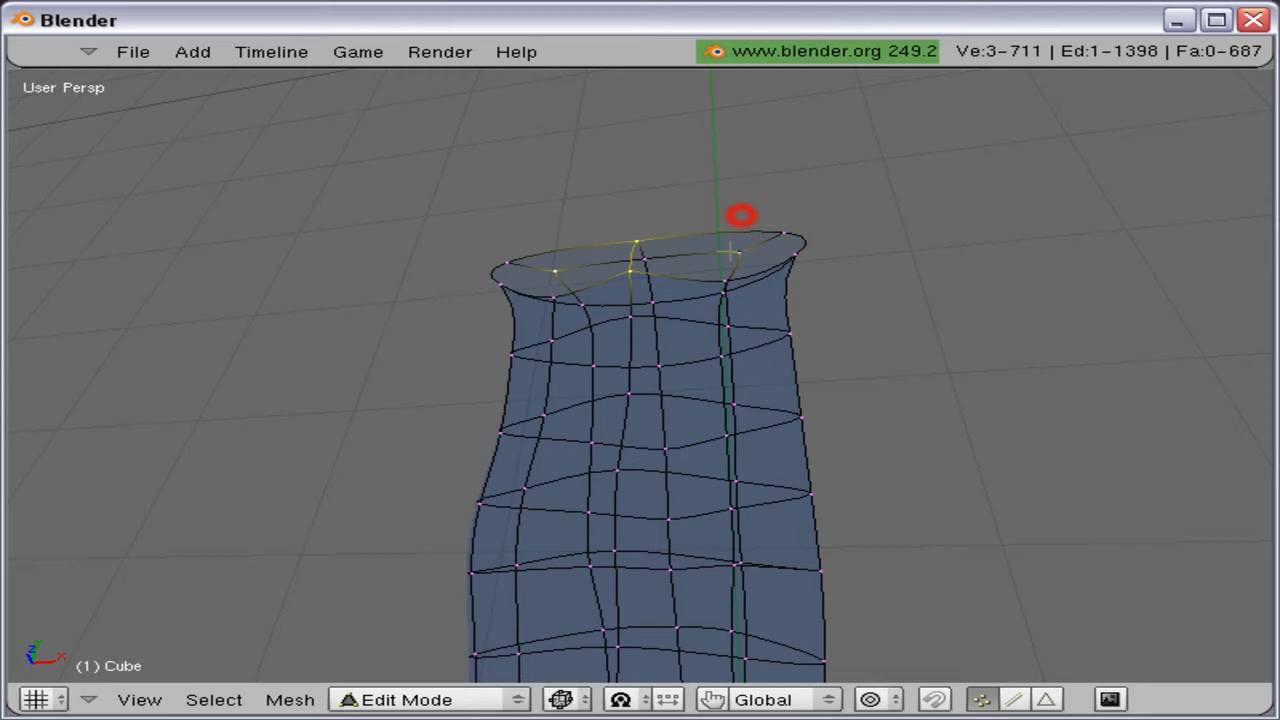 Blender
File Add Timeline Game Render Help www.blender.org 249.2 Ve:3-711 | Ed:1-1398 | Fa:0-687
User Persp
z x
(1) Cube
View Select Mesh Edit Mode Global